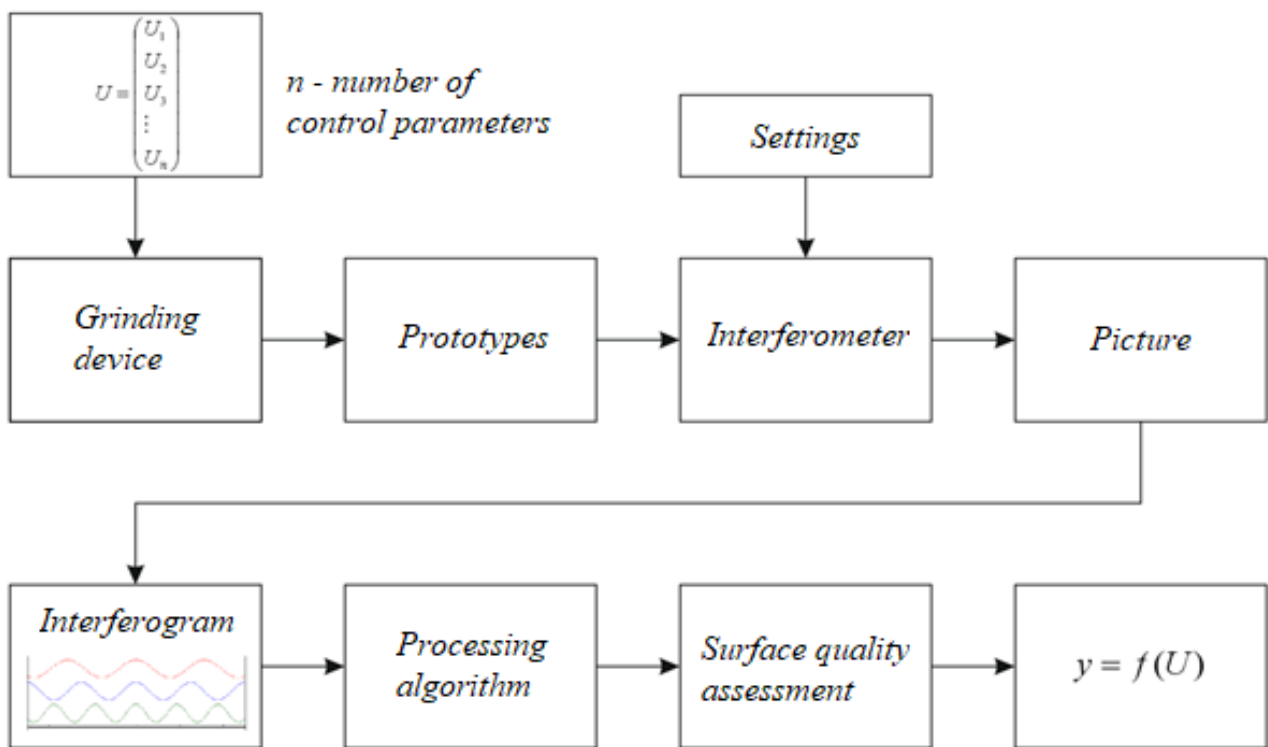 U =
U₁
U₂
U₃
⋮
Uₙ
n - number of
control parameters
Settings
Grinding
device
Prototypes
Interferometer
Picture
Interferogram
Processing
algorithm
Surface quality
assessment
y = f(U)